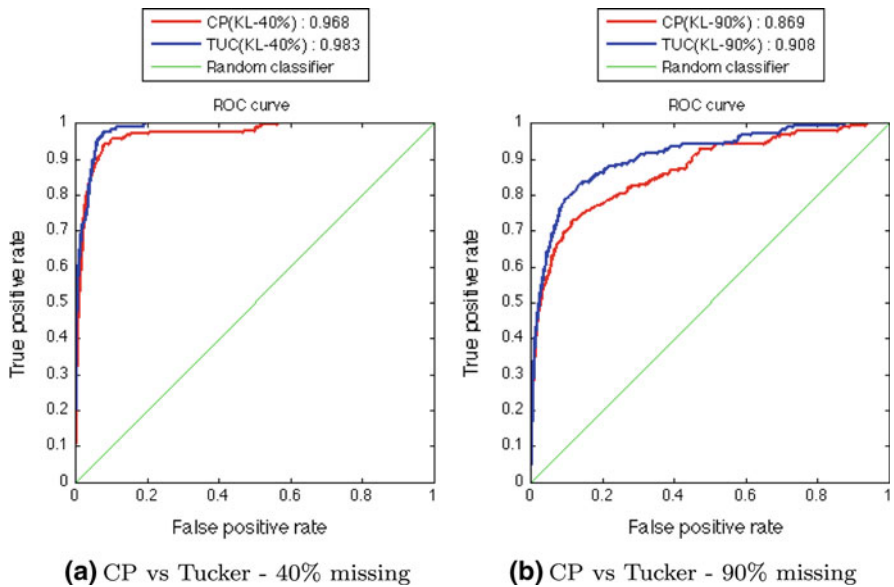 CP(KL-40%) : 0.968
TUC(KL-40%) : 0.983
Random classifier
ROC curve
1
0.9
0.8
0.7
0.6
0.5
0.4
0.3
0.2
0.1
0
True positive rate
0 0.2 0.4 0.6 0.8 1
False positive rate
(a) CP vs Tucker - 40% missing
CP(KL-90%) : 0.869
TUC(KL-90%) : 0.908
Random classifier
ROC curve
1
0.9
0.8
0.7
0.6
0.5
0.4
0.3
0.2
0.1
0
True positive rate
0 0.2 0.4 0.6 0.8 1
False positive rate
(b) CP vs Tucker - 90% missing